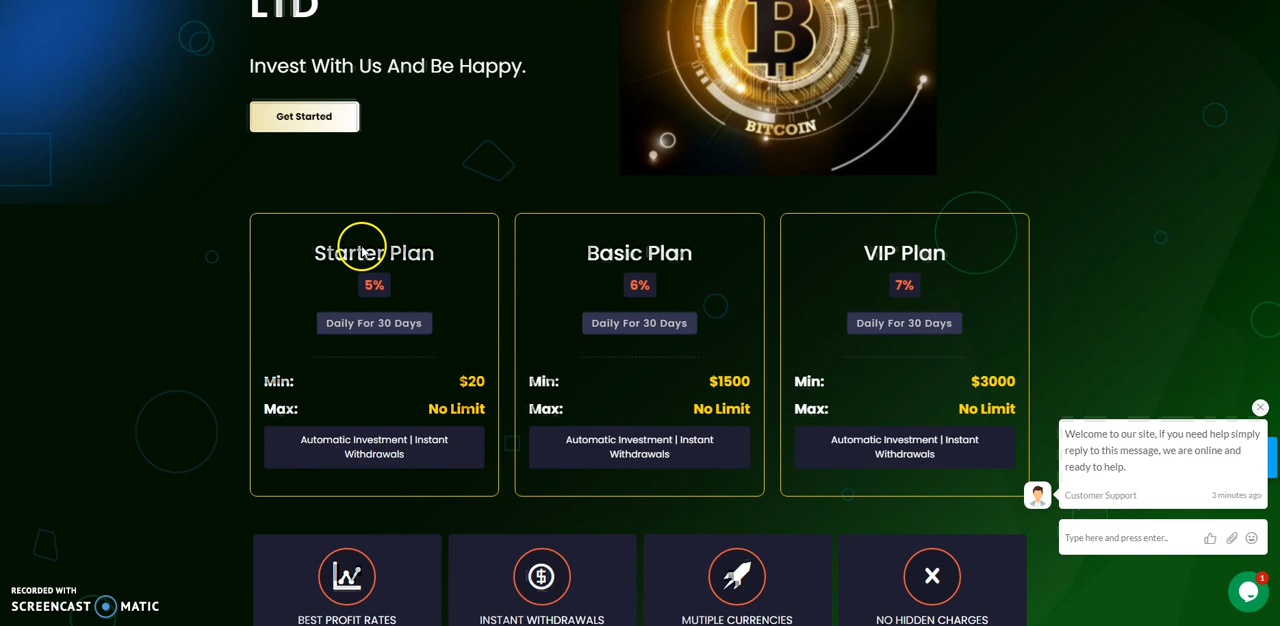 LTD
Invest With Us And Be Happy.
Get Started
BITCOIN
Starter Plan
5%
Daily For 30 Days
Min: $20
Max: No Limit
Automatic Investment | Instant
Withdrawals
Basic Plan
6%
Daily For 30 Days
Min: $1500
Max: No Limit
Automatic Investment | Instant
Withdrawals
VIP Plan
7%
Daily For 30 Days
Min: $3000
Max: No Limit
Automatic Investment | Instant
Withdrawals
Welcome to our site, if you need help simply
reply to this message, we are online and
ready to help.
Customer Support 3 minutes ago
Type here and press enter..
1
BEST PROFIT RATES
INSTANT WITHDRAWALS
MUTIPLE CURRENCIES
NO HIDDEN CHARGES
RECORDED WITH
SCREENCAST MATIC